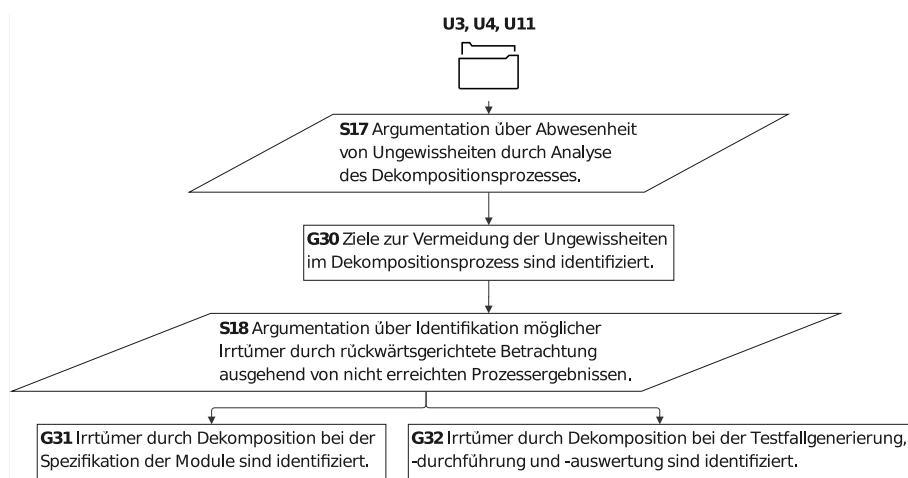 U3, U4, U11
S17 Argumentation über Abwesenheit
von Ungewissheiten durch Analyse
des Dekompositionsprozesses.
G30 Ziele zur Vermeidung der Ungewissheiten
im Dekompositionsprozess sind identifiziert.
S18 Argumentation über Identifikation möglicher
Irrtümer durch rückwärtsgerichtete Betrachtung
ausgehend von nicht erreichten Prozessergebnissen.
G31 Irrtümer durch Dekomposition bei der
Spezifikation der Module sind identifiziert.
G32 Irrtümer durch Dekomposition bei der Testfallgenerierung,
-durchführung und -auswertung sind identifiziert.